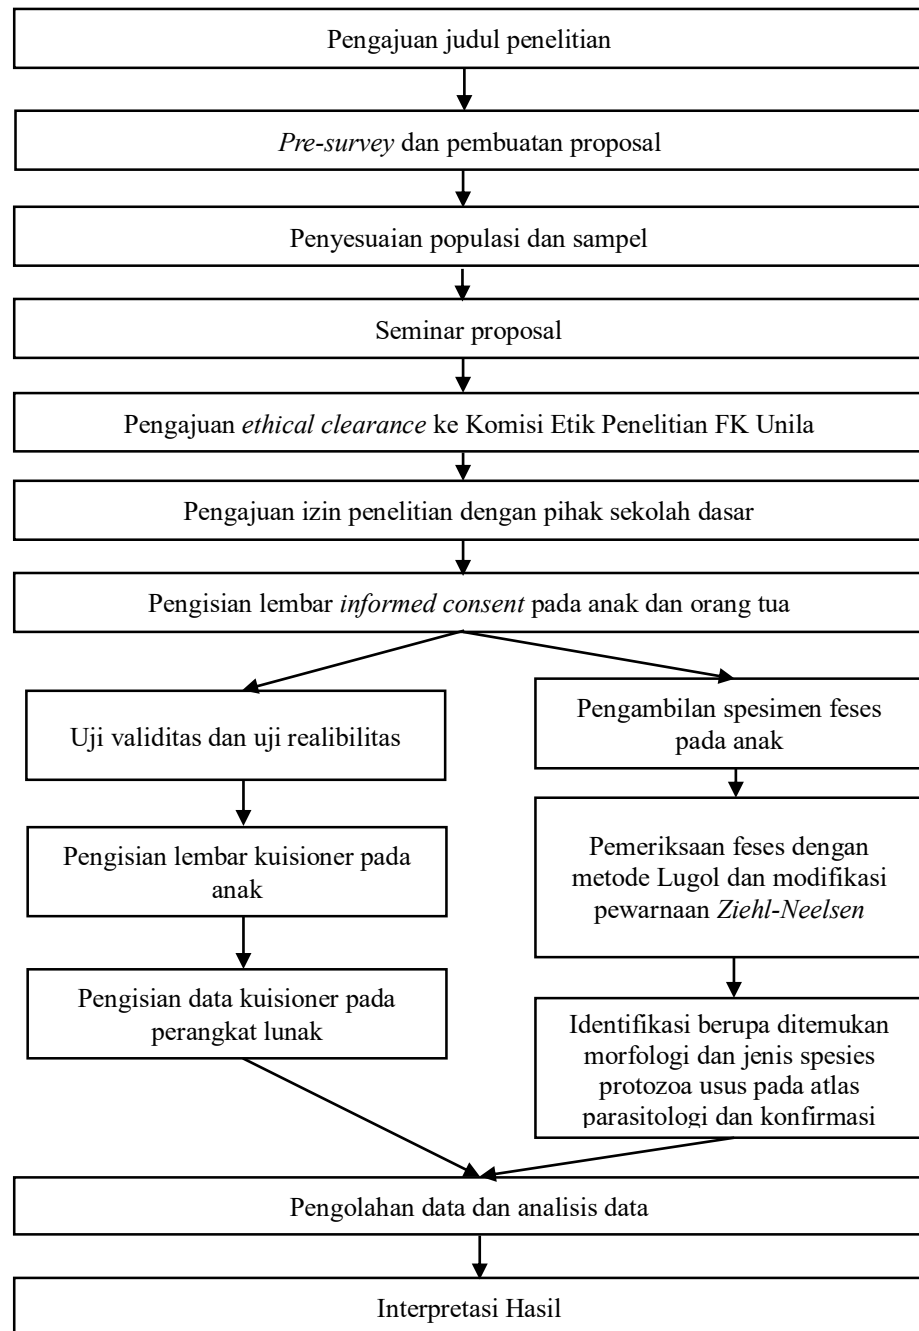 Pengajuan judul penelitian
Pre-survey dan pembuatan proposal
Penyesuaian populasi dan sampel
Seminar proposal
Pengajuan ethical clearance ke Komisi Etik Penelitian FK Unila
Pengajuan izin penelitian dengan pihak sekolah dasar
Pengisian lembar informed consent pada anak dan orang tua
Uji validitas dan uji realibilitas
Pengisian lembar kuisioner pada
anak
Pengisian data kuisioner pada
perangkat lunak
Pengambilan spesimen feses
pada anak
Pemeriksaan feses dengan
metode Lugol dan modifikasi
pewarnaan Ziehl-Neelsen
Identifikasi berupa ditemukan
morfologi dan jenis spesies
protozoa usus pada atlas
parasitologi dan konfirmasi
Pengolahan data dan analisis data
Interpretasi Hasil